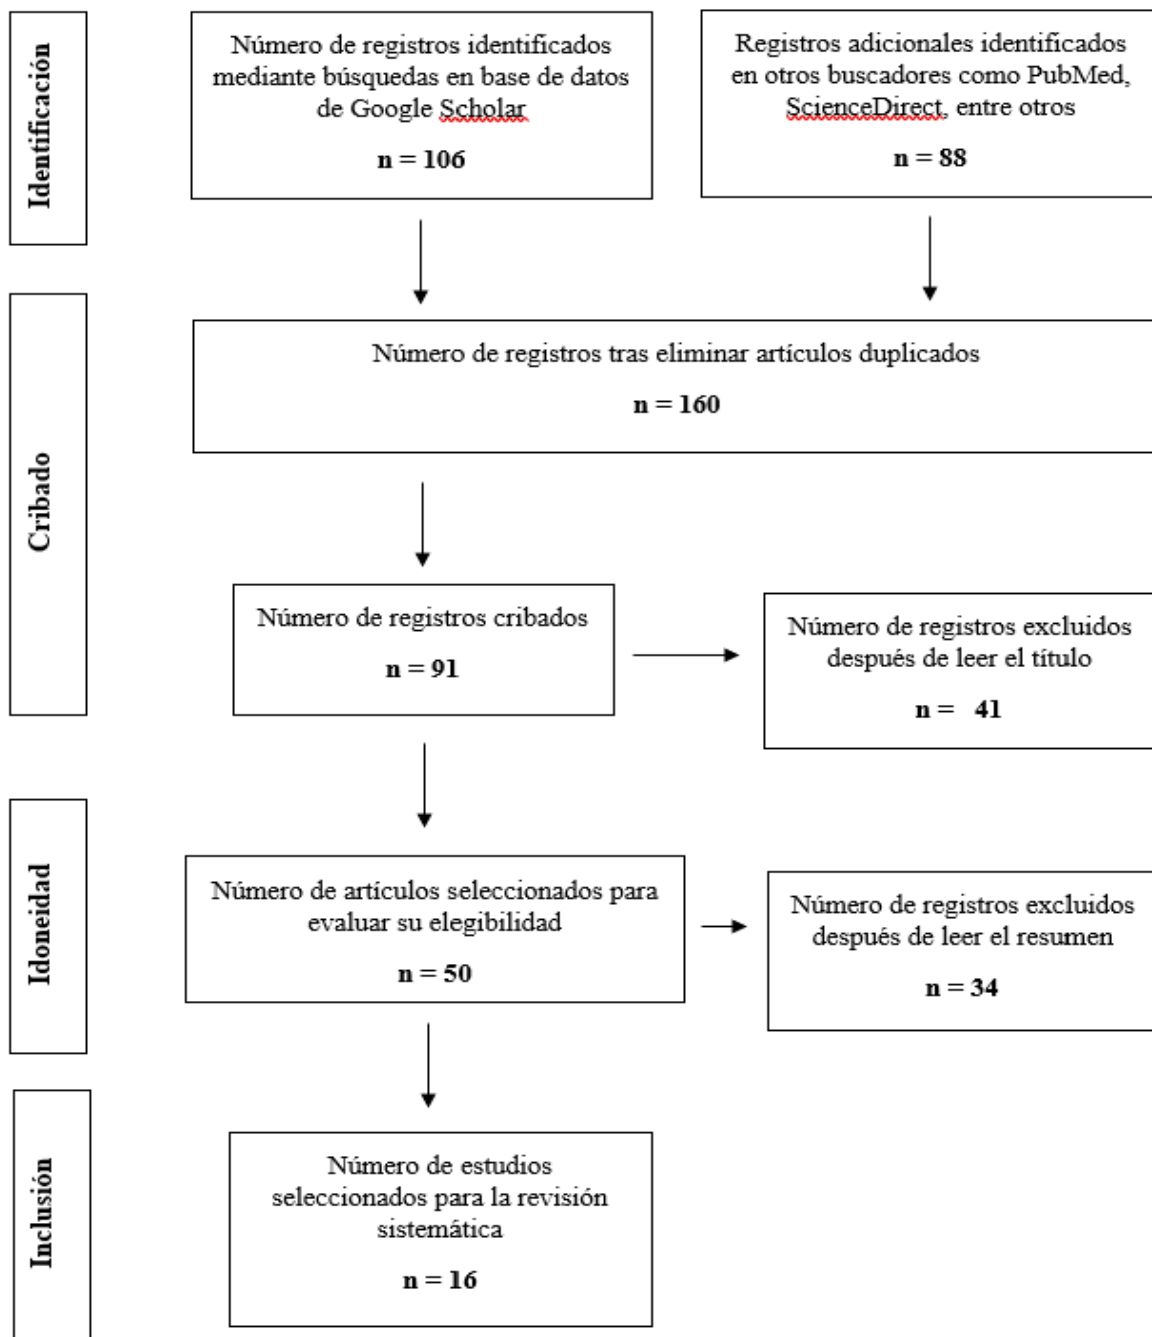 Identificación
Número de registros identificados
mediante búsquedas en base de datos
de Google Scholar
n = 106
Registros adicionales identificados
en otros buscadores como PubMed,
ScienceDirect, entre otros
n = 88
Cribado
Número de registros tras eliminar artículos duplicados
n = 160
Número de registros cribados
n = 91
Número de registros excluidos
después de leer el título
n = 41
Idoneidad
Número de artículos seleccionados para
evaluar su elegibilidad
n = 50
Número de registros excluidos
después de leer el resumen
n = 34
Inclusión
Número de estudios
seleccionados para la revisión
sistemática
n = 16